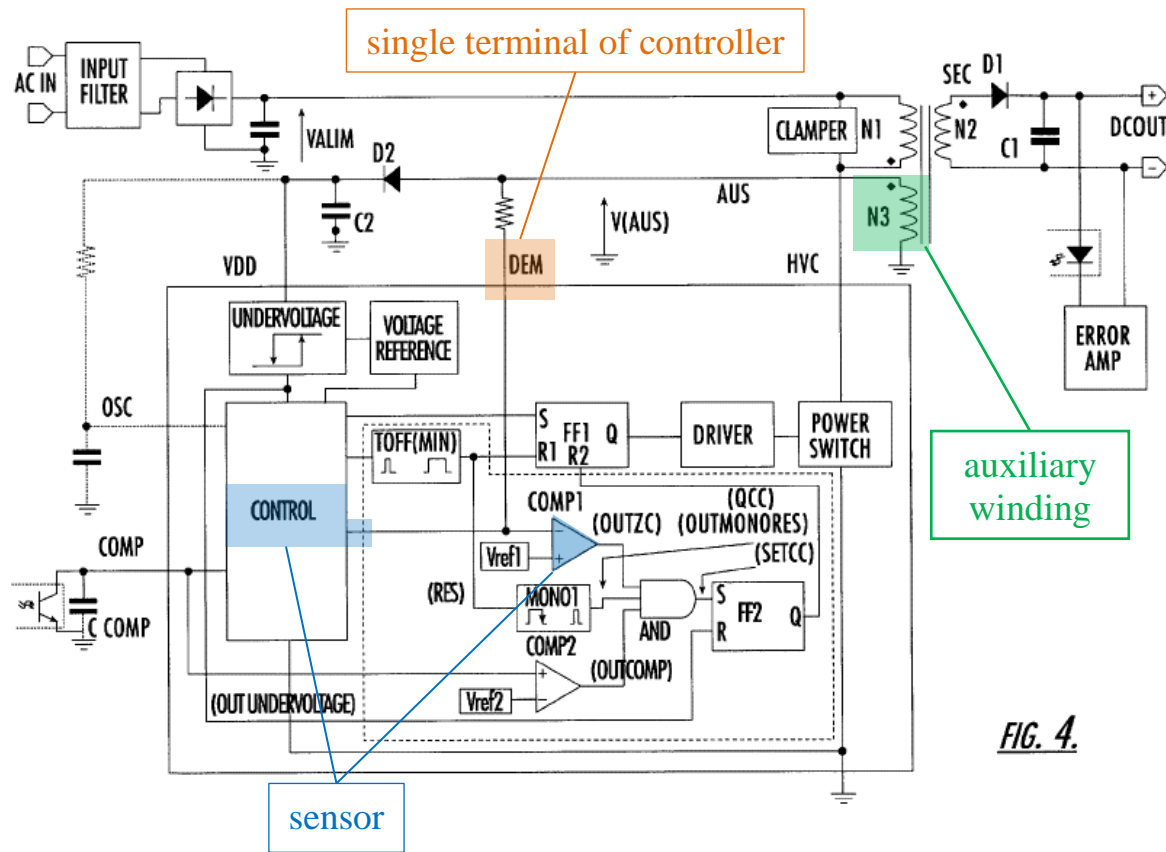 single terminal of controller
AC IN
INPUT
FILTER
VALIM
D2
C2
CLAMPER
N1
SEC
D1
N2
C1
DCOUT
+
−
AUS
V(AUS)
N3
DEM
VDD
HVC
UNDERVOLTAGE
VOLTAGE
REFERENCE
ERROR
AMP
OSC
TOFF(MIN)
S
R1
FF1
R2
Q
DRIVER
POWER
SWITCH
auxiliary
winding
CONTROL
COMP1
(OUTZC)
(QCC)
(OUTMONORES)
(SETCC)
−
+
Vref1
COMP
C COMP
(RES)
MONO1
AND
S
R
FF2
Q
COMP2
(OUTCOMP)
+
−
Vref2
(OUT UNDERVOLTAGE)
FIG. 4.
sensor